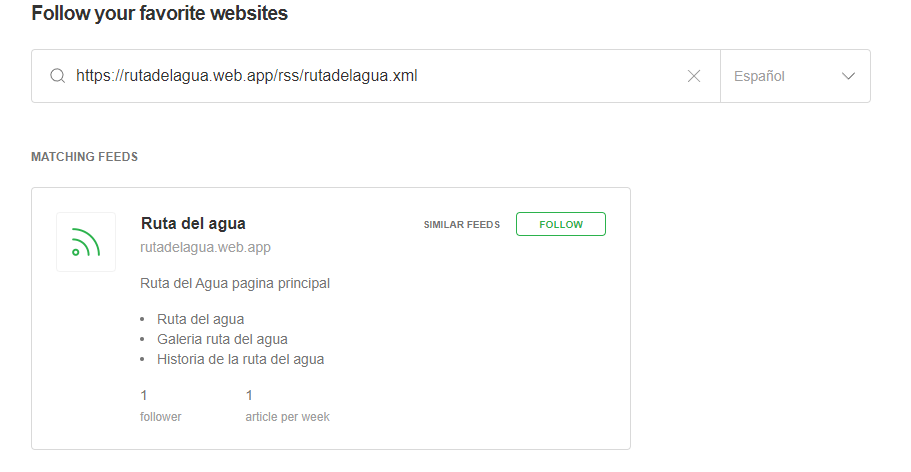 Follow your favorite websites
https://rutadelagua.web.app/rss/rutadelagua.xml
Español
MATCHING FEEDS
Ruta del agua
SIMILAR FEEDS
FOLLOW
rutadelagua.web.app
Ruta del Agua pagina principal
• Ruta del agua
• Galeria ruta del agua
• Historia de la ruta del agua
1 1
follower article per week